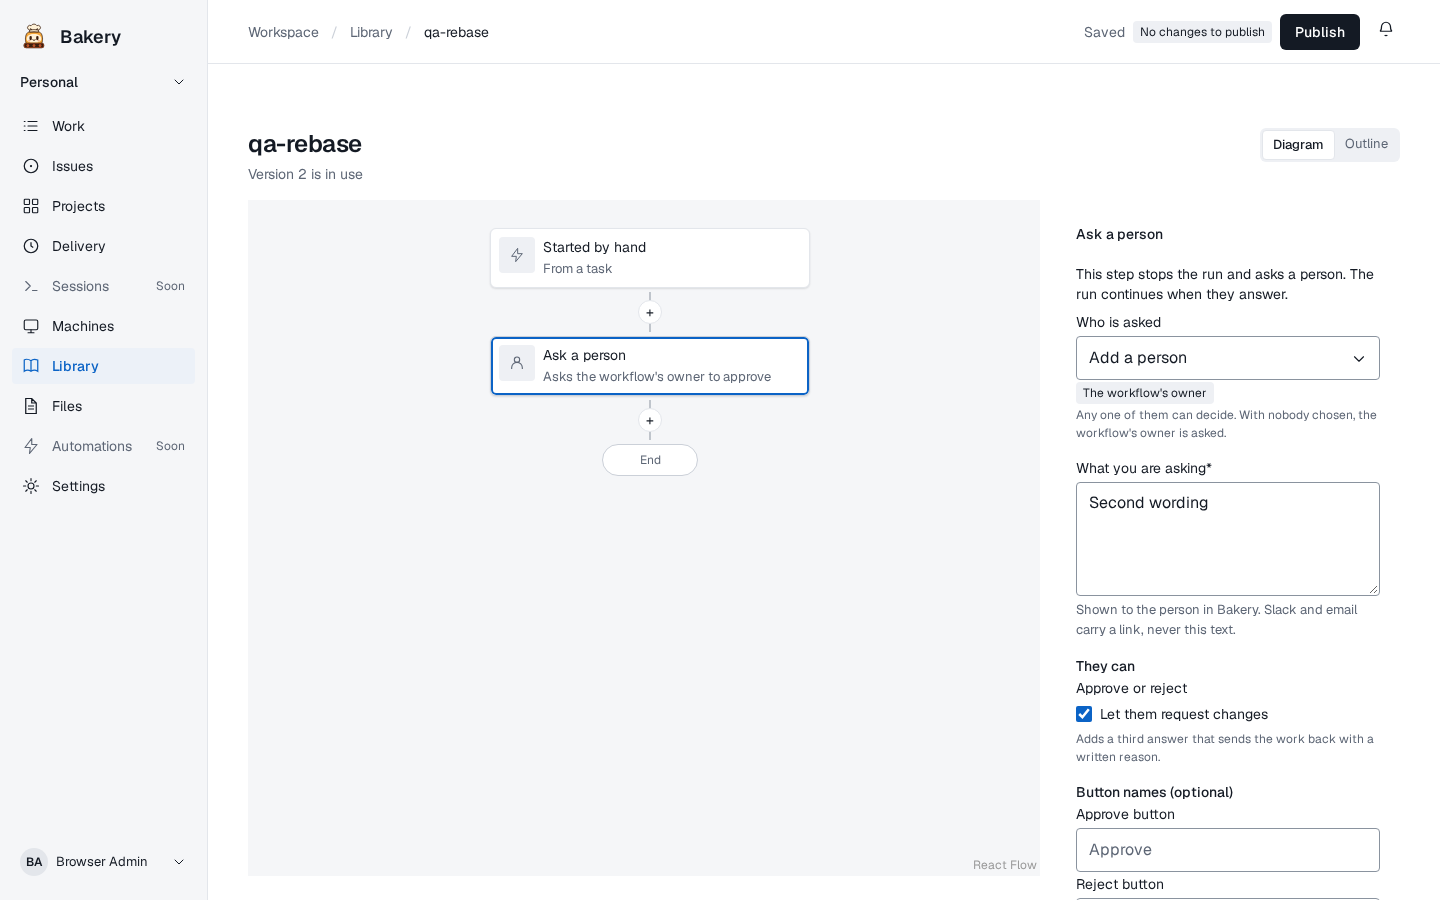 Bakery
Personal
Work
Issues
Projects
Delivery
Sessions Soon
Machines
Library
Files
Automations Soon
Settings
BA Browser Admin
Workspace / Library / qa-rebase
Saved No changes to publish Publish
qa-rebase
Version 2 is in use
Diagram Outline
Started by hand
From a task
+
Ask a person
Asks the workflow's owner to approve
+
End
React Flow
Ask a person
This step stops the run and asks a person. The
run continues when they answer.
Who is asked
Add a person
The workflow's owner
Any one of them can decide. With nobody chosen, the
workflow's owner is asked.
What you are asking*
Second wording
Shown to the person in Bakery. Slack and email
carry a link, never this text.
They can
Approve or reject
Let them request changes
Adds a third answer that sends the work back with a
written reason.
Button names (optional)
Approve button
Approve
Reject button